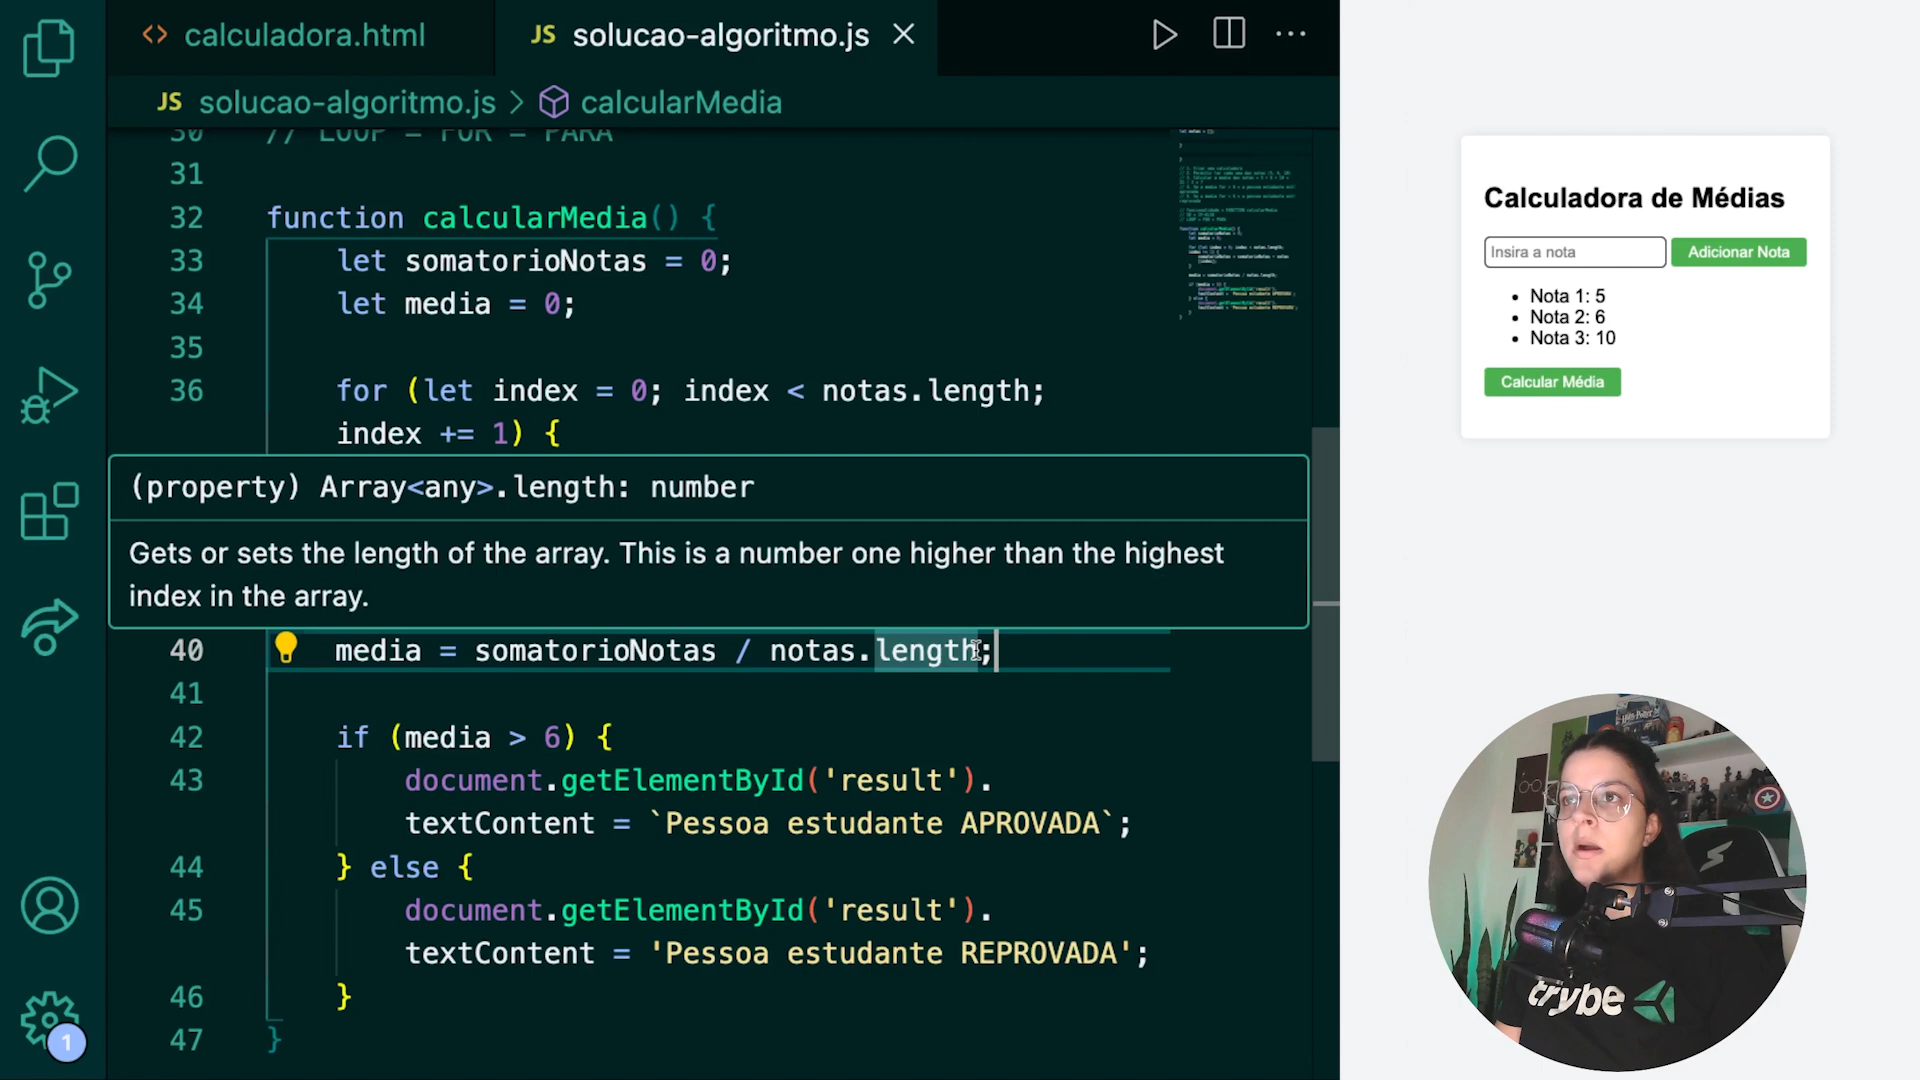 calculadora.html
JS solucao-algoritmo.js
JS solucao-algoritmo.js > calcularMedia
30 // LOOP = FOR = PARA
31
32 function calcularMedia() {
33 let somatorioNotas = 0;
34 let media = 0;
35
36 for (let index = 0; index < notas.length;
index += 1) {
(property) Array<any>.length: number
Gets or sets the length of the array. This is a number one higher than the highest
index in the array.
40 media = somatorioNotas / notas.length;
41
42 if (media > 6) {
43 document.getElementById('result').
textContent = `Pessoa estudante APROVADA`;
44 } else {
45 document.getElementById('result').
textContent = 'Pessoa estudante REPROVADA';
46 }
47 }
1
Calculadora de Médias
Insira a nota
Adicionar Nota
• Nota 1: 5
• Nota 2: 6
• Nota 3: 10
Calcular Média
trybe